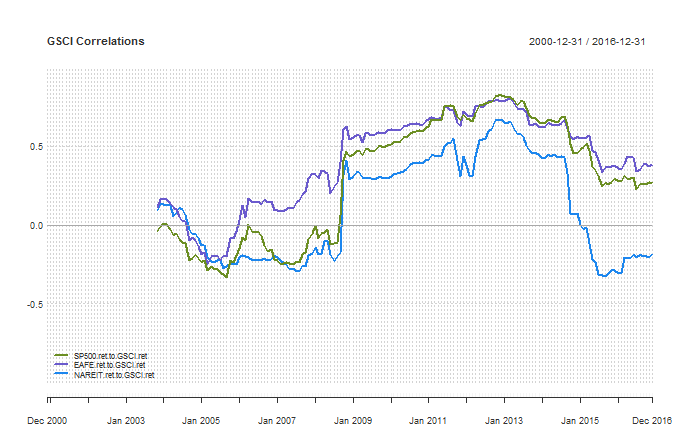 GSCI Correlations 2000-12-31 / 2016-12-31
0.5
0.0
-0.5
SP500.ret.to.GSCI.ret
EAFE.ret.to.GSCI.ret
NAREIT.ret.to.GSCI.ret
Dec 2000 Jan 2003 Jan 2005 Jan 2007 Jan 2009 Jan 2011 Jan 2013 Jan 2015 Dec 2016